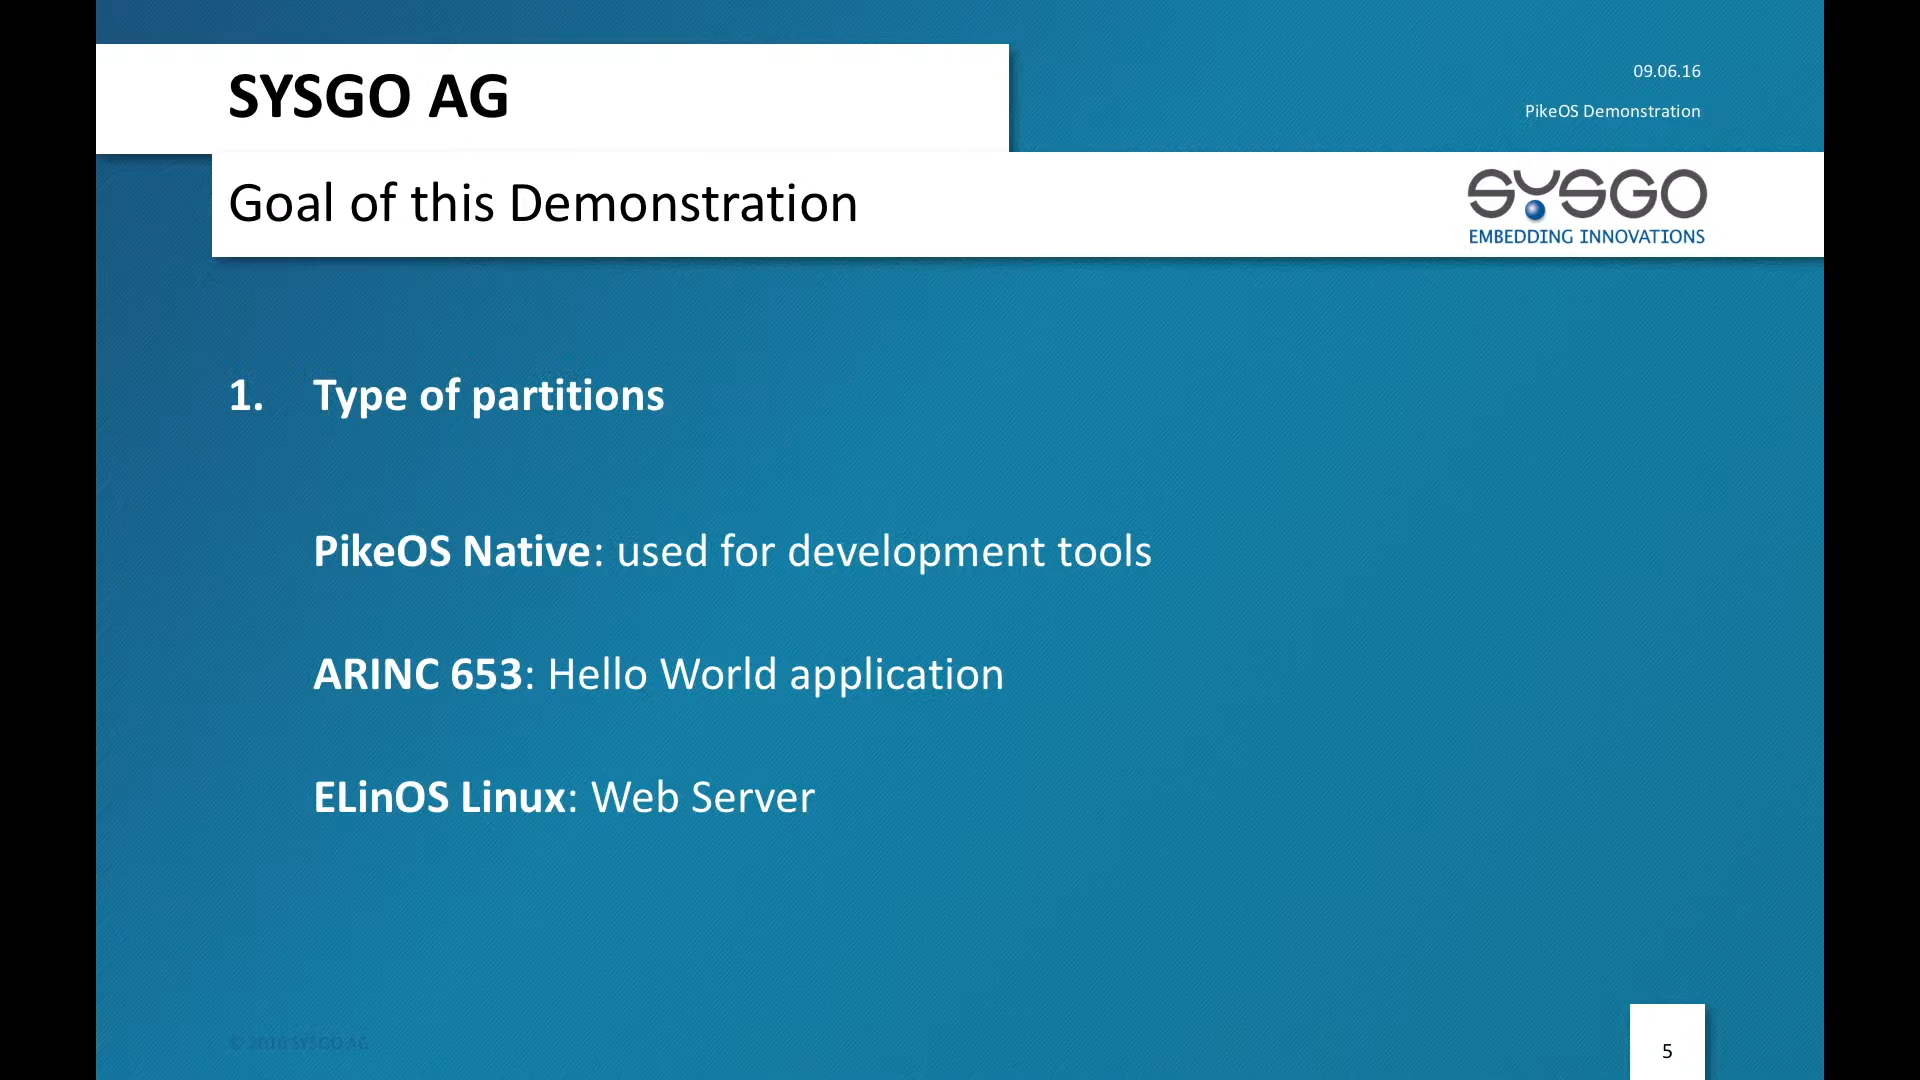 SYSGO AG
09.06.16
PikeOS Demonstration
Goal of this Demonstration
SYSGO
EMBEDDING INNOVATIONS
1. Type of partitions
PikeOS Native: used for development tools
ARINC 653: Hello World application
ELinOS Linux: Web Server
© 2016 SYSGO AG
5